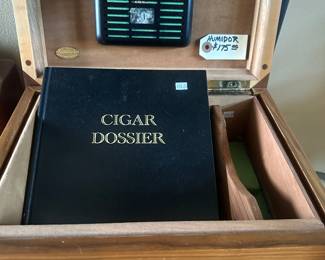 HUMIDOR
$175.00
CIGAR
DOSSIER